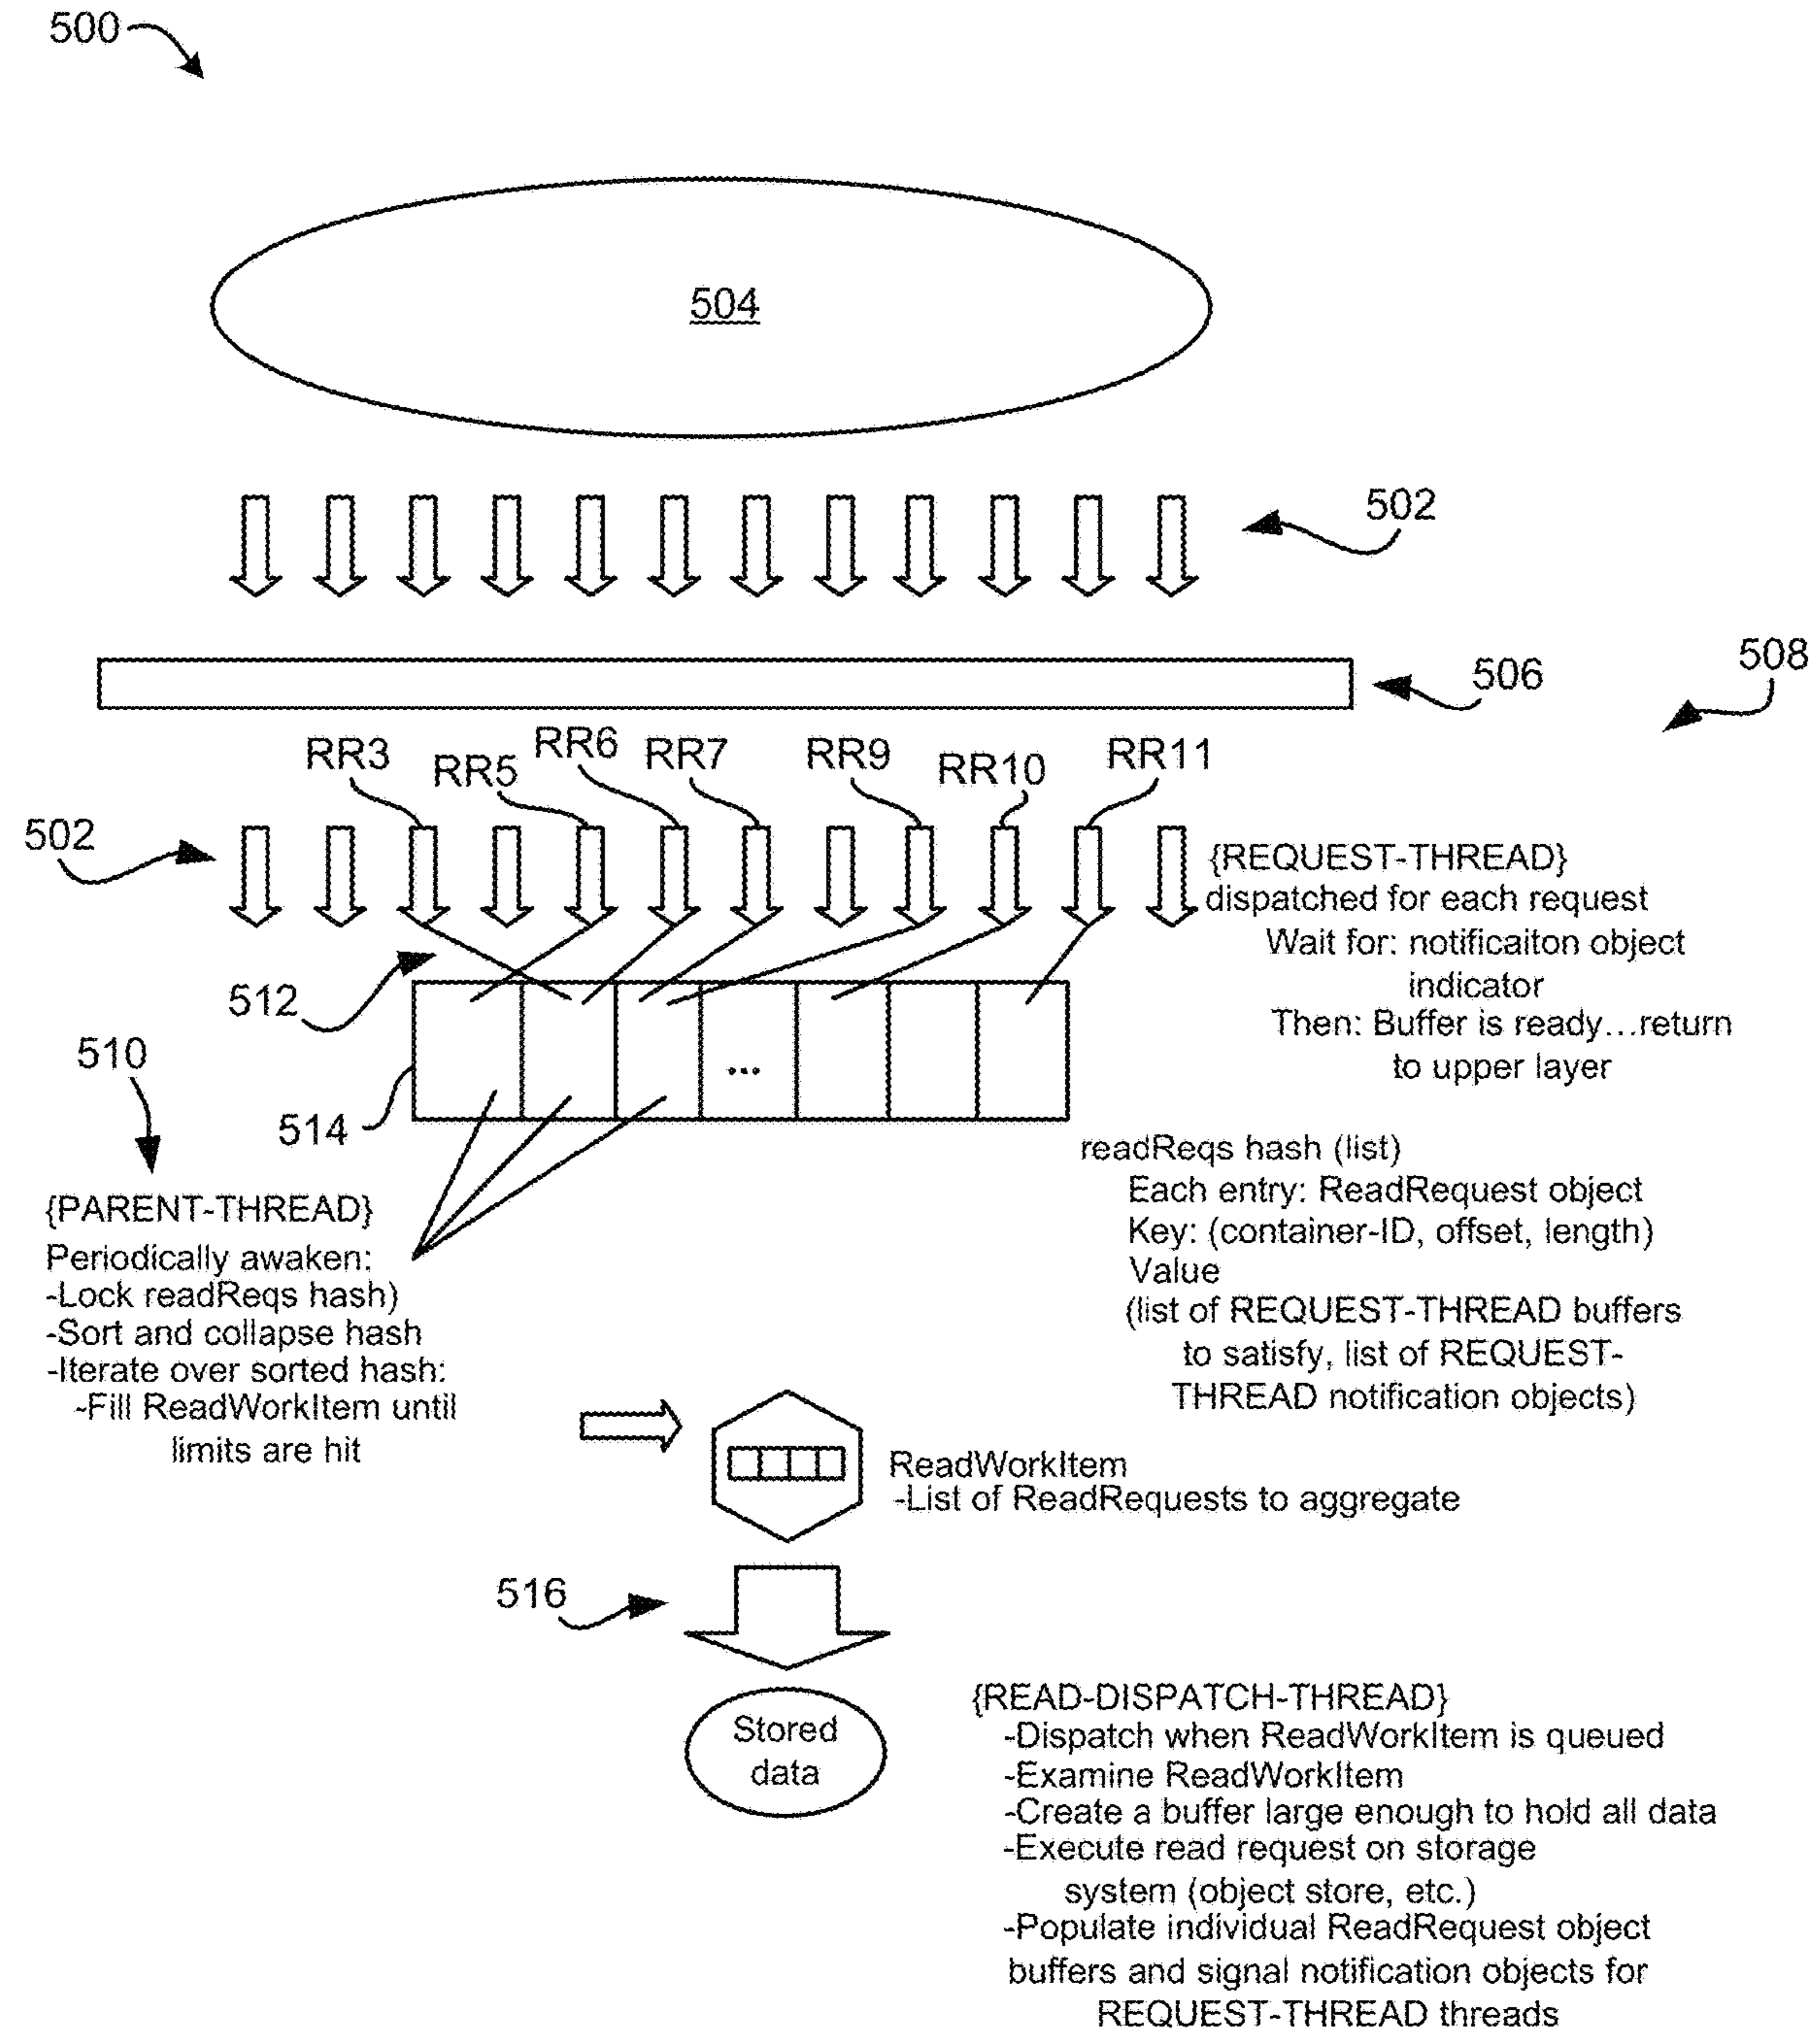 500
504
502
506
508
RR3
RR5
RR6
RR7
RR9
RR10
RR11
502
{REQUEST-THREAD}
dispatched for each request
Wait for: notificaiton object
indicator
Then: Buffer is ready...return
to upper layer
512
...
514
510
{PARENT-THREAD}
Periodically awaken:
-Lock readReqs hash)
-Sort and collapse hash
-Iterate over sorted hash:
-Fill ReadWorkItem until
limits are hit
readReqs hash (list)
Each entry: ReadRequest object
Key: (container-ID, offset, length)
Value
(list of REQUEST-THREAD buffers
to satisfy, list of REQUEST-
THREAD notification objects)
ReadWorkItem
-List of ReadRequests to aggregate
516
Stored
data
{READ-DISPATCH-THREAD}
-Dispatch when ReadWorkItem is queued
-Examine ReadWorkItem
-Create a buffer large enough to hold all data
-Execute read request on storage
system (object store, etc.)
-Populate individual ReadRequest object
buffers and signal notification objects for
REQUEST-THREAD threads